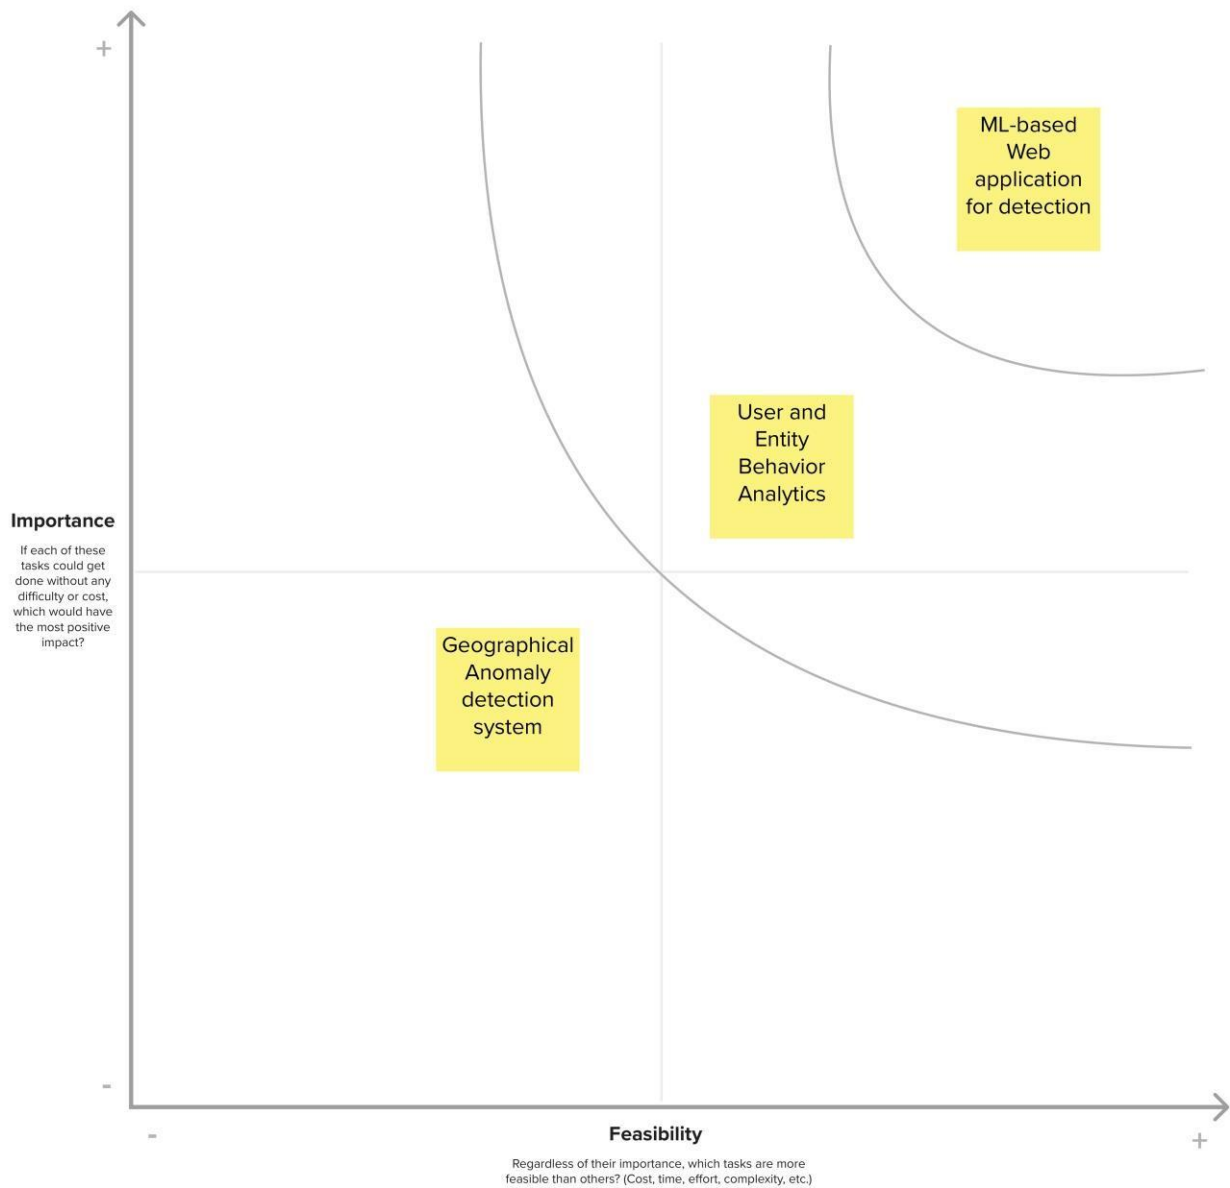 +
ML-based
Web
application
for detection
User and
Entity
Behavior
Analytics
Importance
If each of these
tasks could get
done without any
difficulty or cost,
which would have
the most positive
impact?
Geographical
Anomaly
detection
system
-
-
Feasibility
+
Regardless of their importance, which tasks are more
feasible than others? (Cost, time, effort, complexity, etc.)